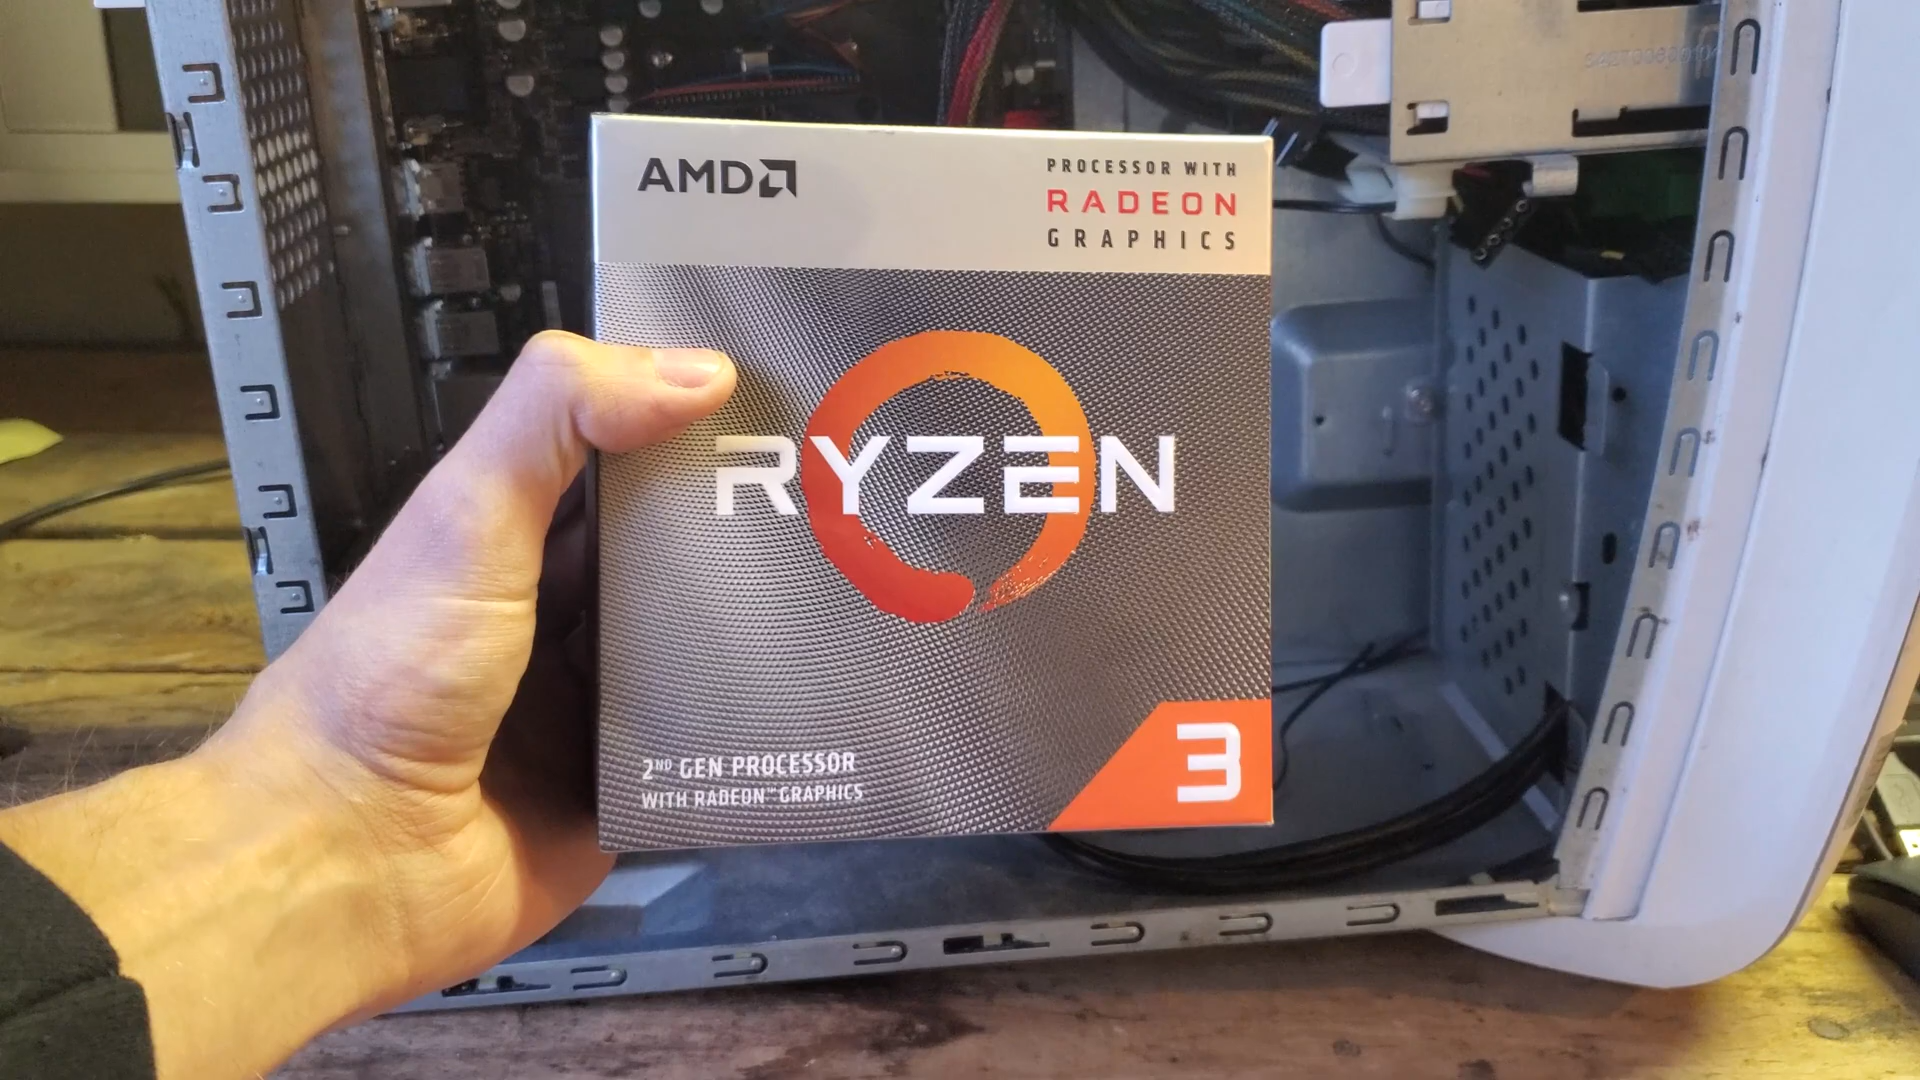 AMD
PROCESSOR WITH
RADEON
GRAPHICS
RYZEN
3
2ND GEN PROCESSOR
WITH RADEON™ GRAPHICS